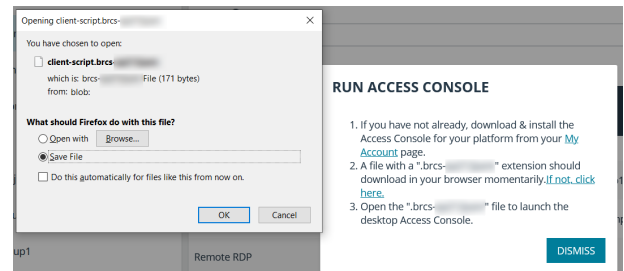 Opening client-script.brcs-
You have chosen to open:
client-script.brcs-
which is: brcs- File (171 bytes)
from: blob:
What should Firefox do with this file?
Open with Browse...
Save File
Do this automatically for files like this from now on.
OK Cancel
up1
Remote RDP
RUN ACCESS CONSOLE
1. If you have not already, download & install the
Access Console for your platform from your My
Account page.
2. A file with a ".brcs- " extension should
download in your browser momentarily.If not, click
here.
3. Open the ".brcs- " file to launch the
desktop Access Console.
DISMISS